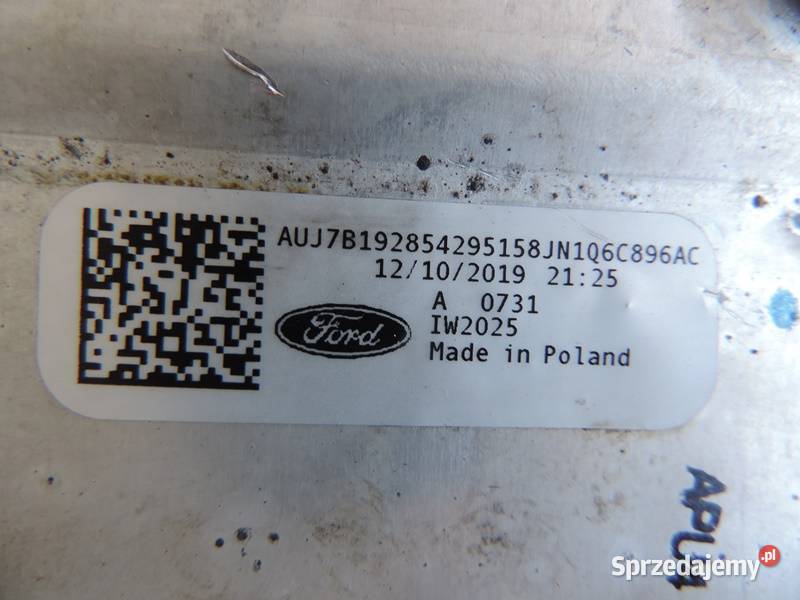 AUJ7B192854295158JN1Q6C896AC
12/10/2019 21:25
A 0731
Ford
IW2025
Made in Poland
Sprzedajemy.pl